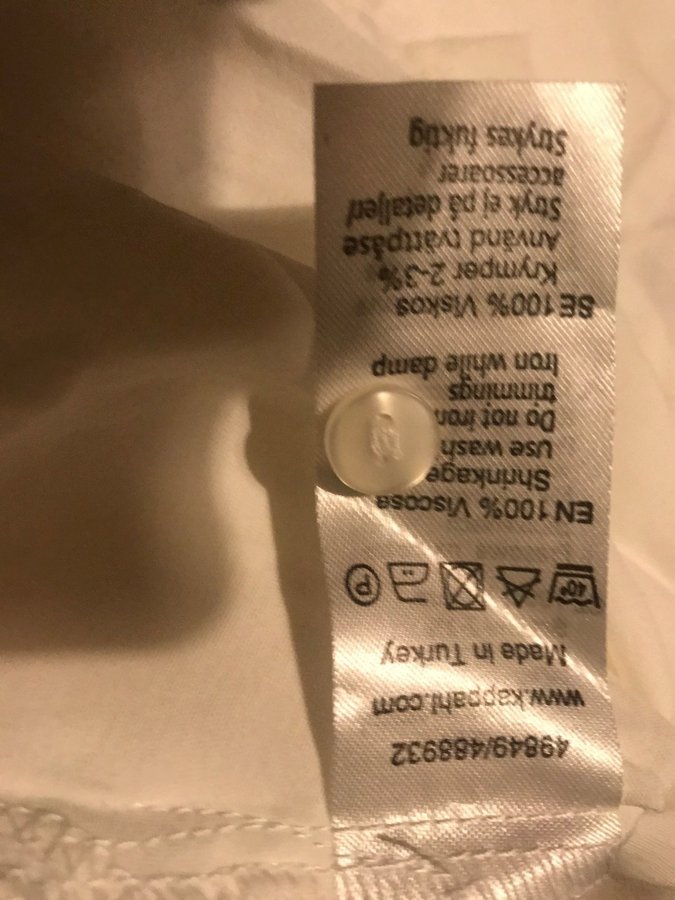 49849/488932
www.kappahl.com
Made in Turkey
40°
P
EN 100% Viscose
Shrinkage
Use wash
Do not iron
trimmings
Iron while damp
SE 100% Viskos
Krymper 2-3%
Använd tvättpåse
Stryk ej på detaljer/
accessoarer
Strykes fuktig